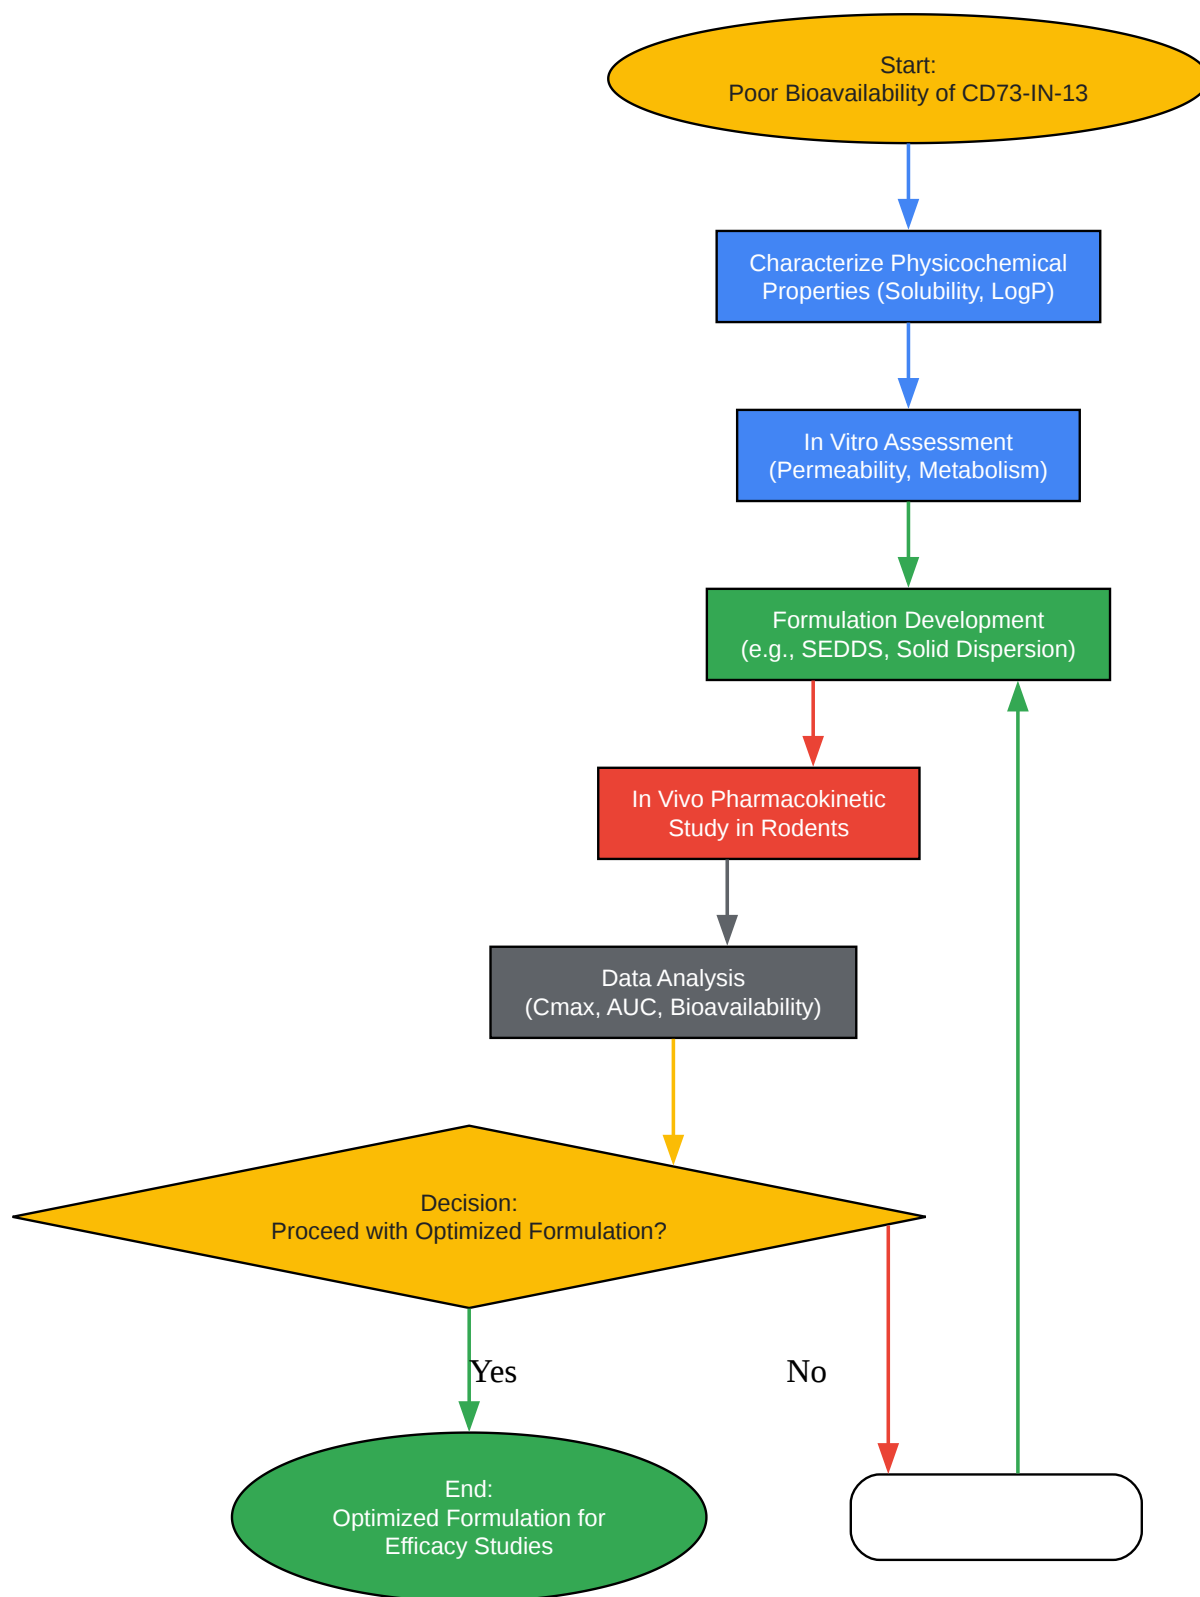 Start:
Poor Bioavailability of CD73-IN-13
Characterize Physicochemical
Properties (Solubility, LogP)
In Vitro Assessment
(Permeability, Metabolism)
Formulation Development
(e.g., SEDDS, Solid Dispersion)
In Vivo Pharmacokinetic
Study in Rodents
Data Analysis
(Cmax, AUC, Bioavailability)
Decision:
Proceed with Optimized Formulation?
Yes
No
End:
Optimized Formulation for
Efficacy Studies